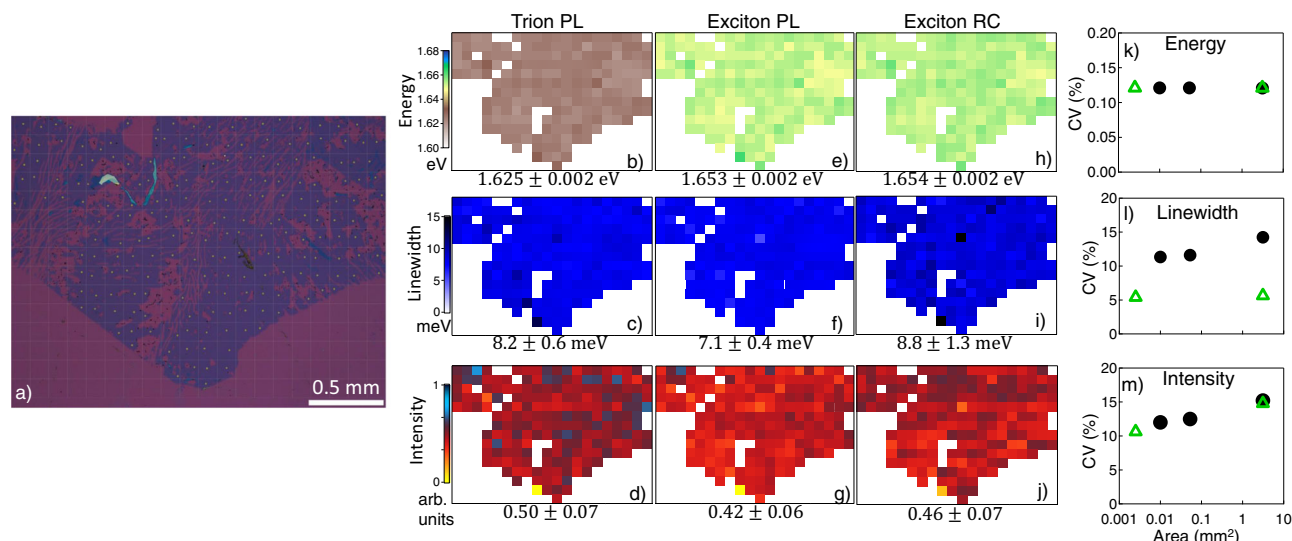 Trion PL
Exciton PL
Exciton RC
a)
0.5 mm
Energy
1.68
1.66
1.64
1.62
1.60
eV
b)
e)
h)
1.625 ± 0.002 eV
1.653 ± 0.002 eV
1.654 ± 0.002 eV
Linewidth
15
10
5
0
meV
c)
f)
i)
8.2 ± 0.6 meV
7.1 ± 0.4 meV
8.8 ± 1.3 meV
Intensity
1
0
arb.
units
d)
g)
j)
0.50 ± 0.07
0.42 ± 0.06
0.46 ± 0.07
k)
Energy
CV (%)
0.20
0.15
0.10
0.05
0.00
l)
Linewidth
CV (%)
20
15
10
5
0
m)
Intensity
CV (%)
20
15
10
5
0
0.001
0.01
0.1
1
10
Area (mm²)